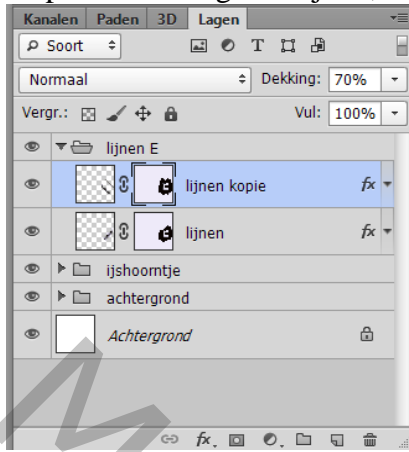 Kanalen Paden 3D Lagen
Soort
Normaal Dekking: 70%
Vergr.: Vul: 100%
lijnen E
lijnen kopie fx
lijnen fx
ijshoorntje
achtergrond
Achtergrond
fx